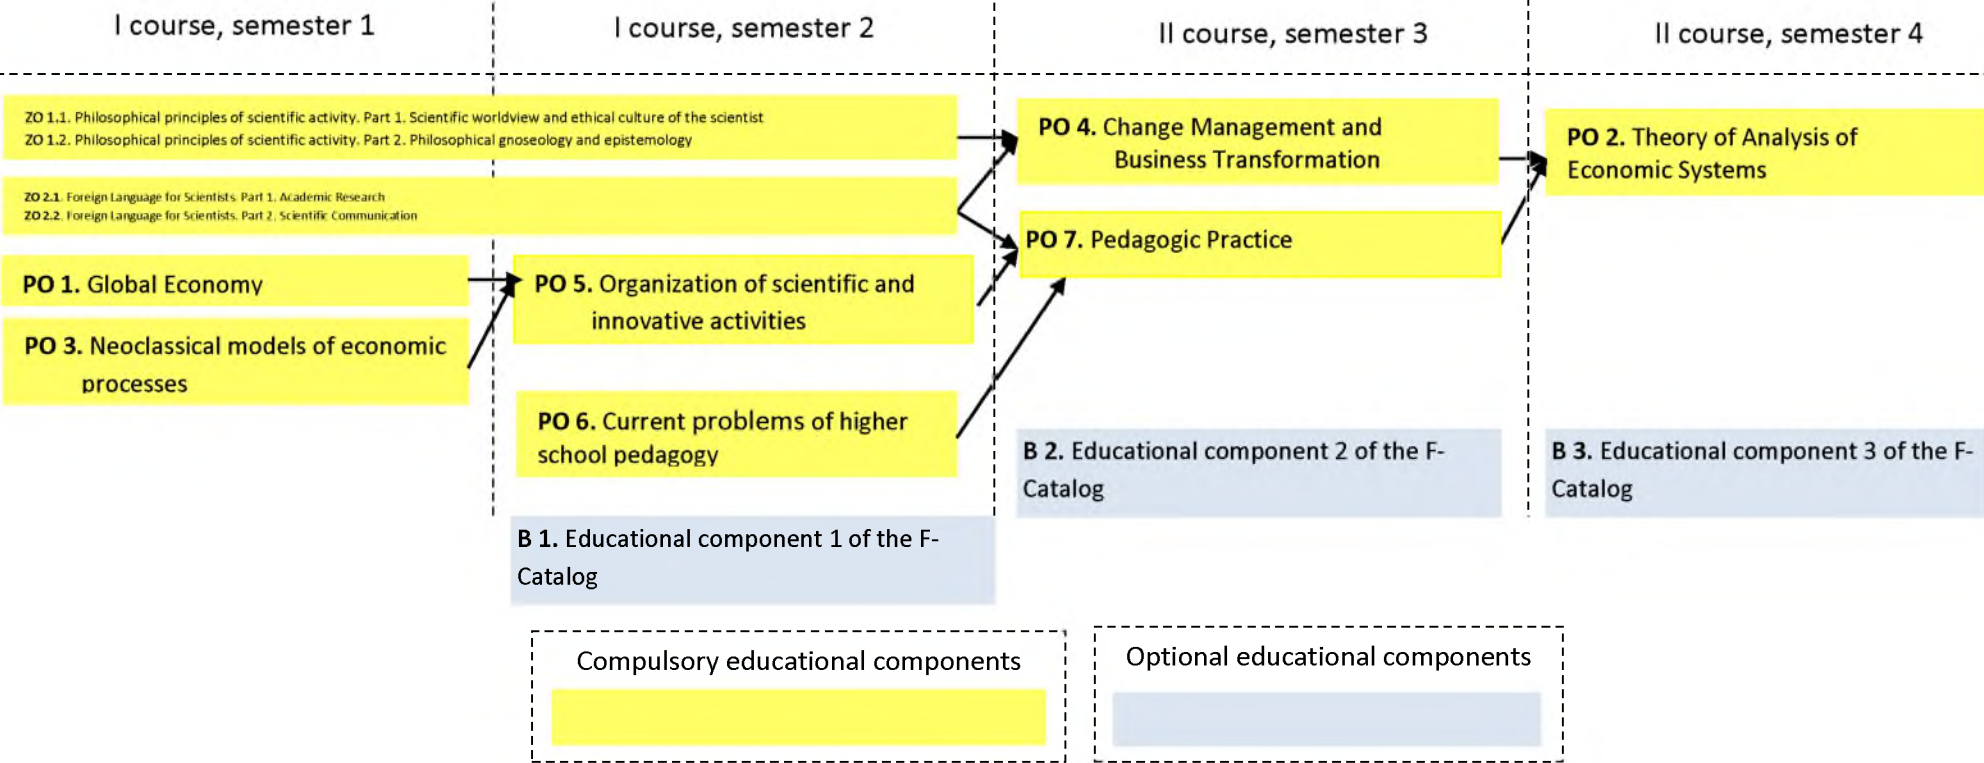 I course, semester 1
I course, semester 2
II course, semester 3
II course, semester 4
ZO 1.1. Philosophical principles of scientific activity. Part 1. Scientific worldview and ethical culture of the scientist
ZO 1.2. Philosophical principles of scientific activity. Part 2. Philosophical gnoseology and epistemology
ZO 2.1. Foreign Language for Scientists. Part 1. Academic Research
ZO 2.2. Foreign Language for Scientists. Part 2. Scientific Communication
PO 1. Global Economy
PO 3. Neoclassical models of economic
processes
PO 5. Organization of scientific and
innovative activities
PO 6. Current problems of higher
school pedagogy
B 1. Educational component 1 of the F-
Catalog
PO 4. Change Management and
Business Transformation
PO 7. Pedagogic Practice
B 2. Educational component 2 of the F-
Catalog
PO 2. Theory of Analysis of
Economic Systems
B 3. Educational component 3 of the F-
Catalog
Compulsory educational components
Optional educational components